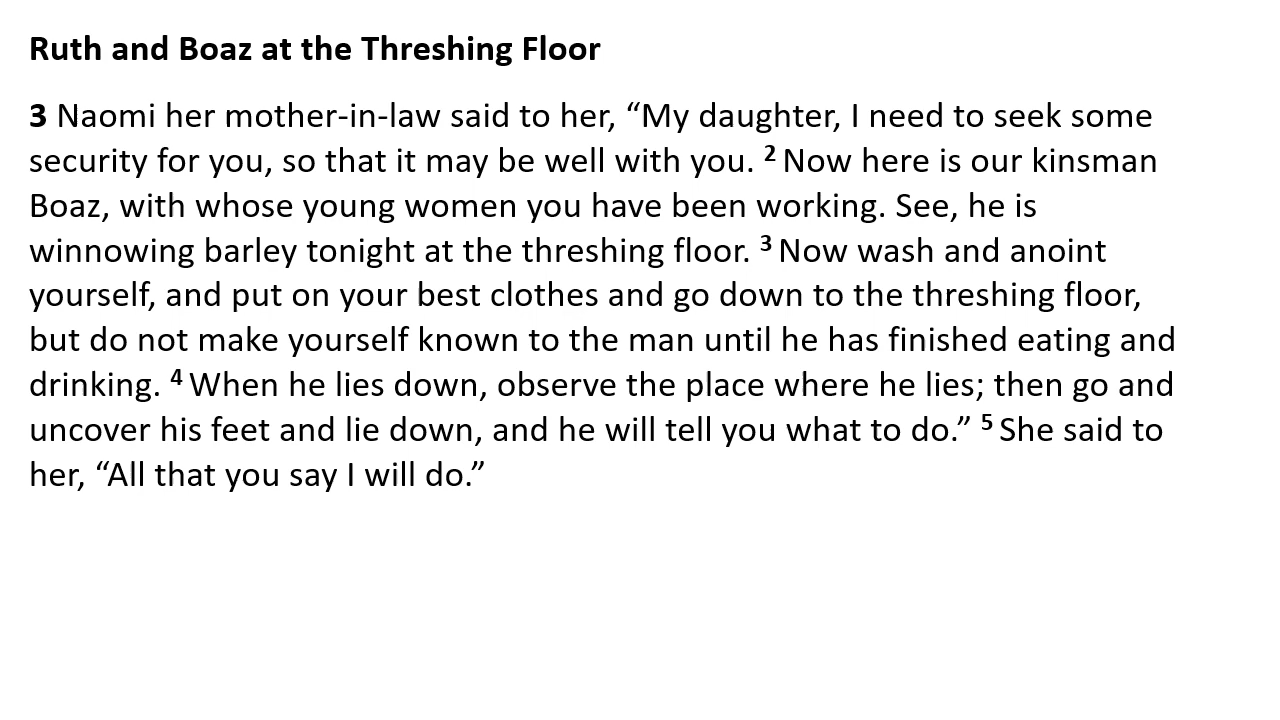 Ruth and Boaz at the Threshing Floor
3 Naomi her mother-in-law said to her, “My daughter, I need to seek some
security for you, so that it may be well with you. 2 Now here is our kinsman
Boaz, with whose young women you have been working. See, he is
winnowing barley tonight at the threshing floor. 3 Now wash and anoint
yourself, and put on your best clothes and go down to the threshing floor,
but do not make yourself known to the man until he has finished eating and
drinking. 4 When he lies down, observe the place where he lies; then go and
uncover his feet and lie down, and he will tell you what to do.” 5 She said to
her, “All that you say I will do.”